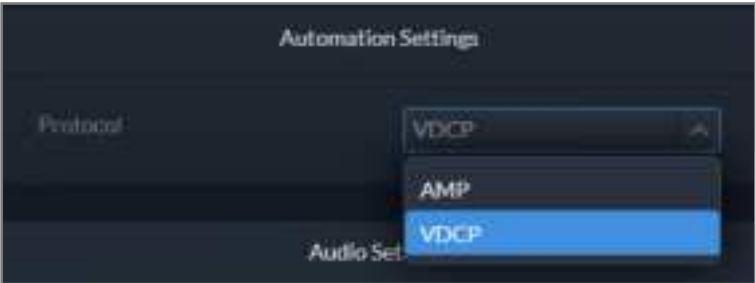 Automation Settings
Protocol
VDCP
AMP
VDCP
Audio Set